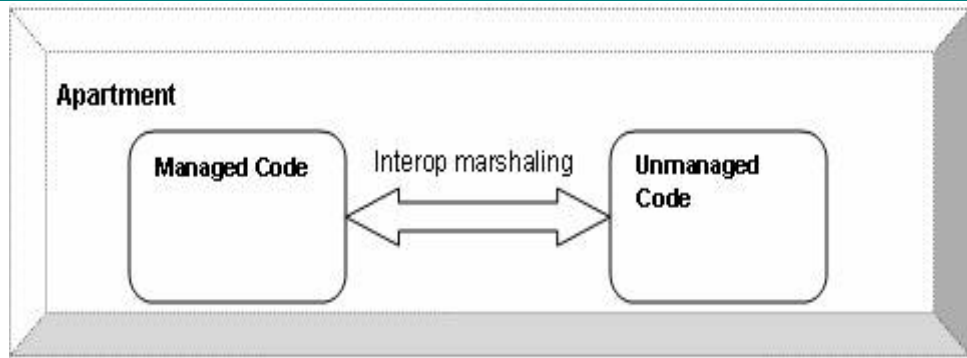 Apartment
Managed Code
Interop marshaling
Unmanaged
Code